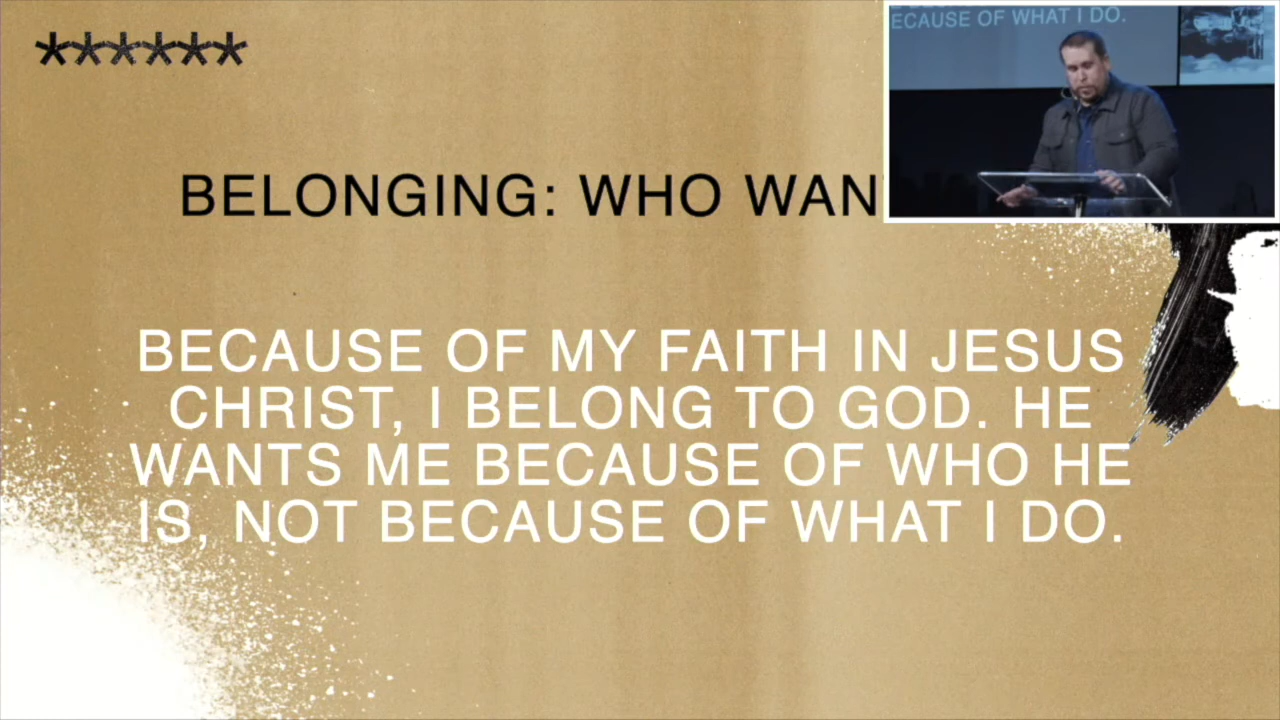 ******
ECAUSE OF WHAT I DO.
BELONGING: WHO WAN
BECAUSE OF MY FAITH IN JESUS
CHRIST, I BELONG TO GOD. HE
WANTS ME BECAUSE OF WHO HE
IS, NOT BECAUSE OF WHAT I DO.